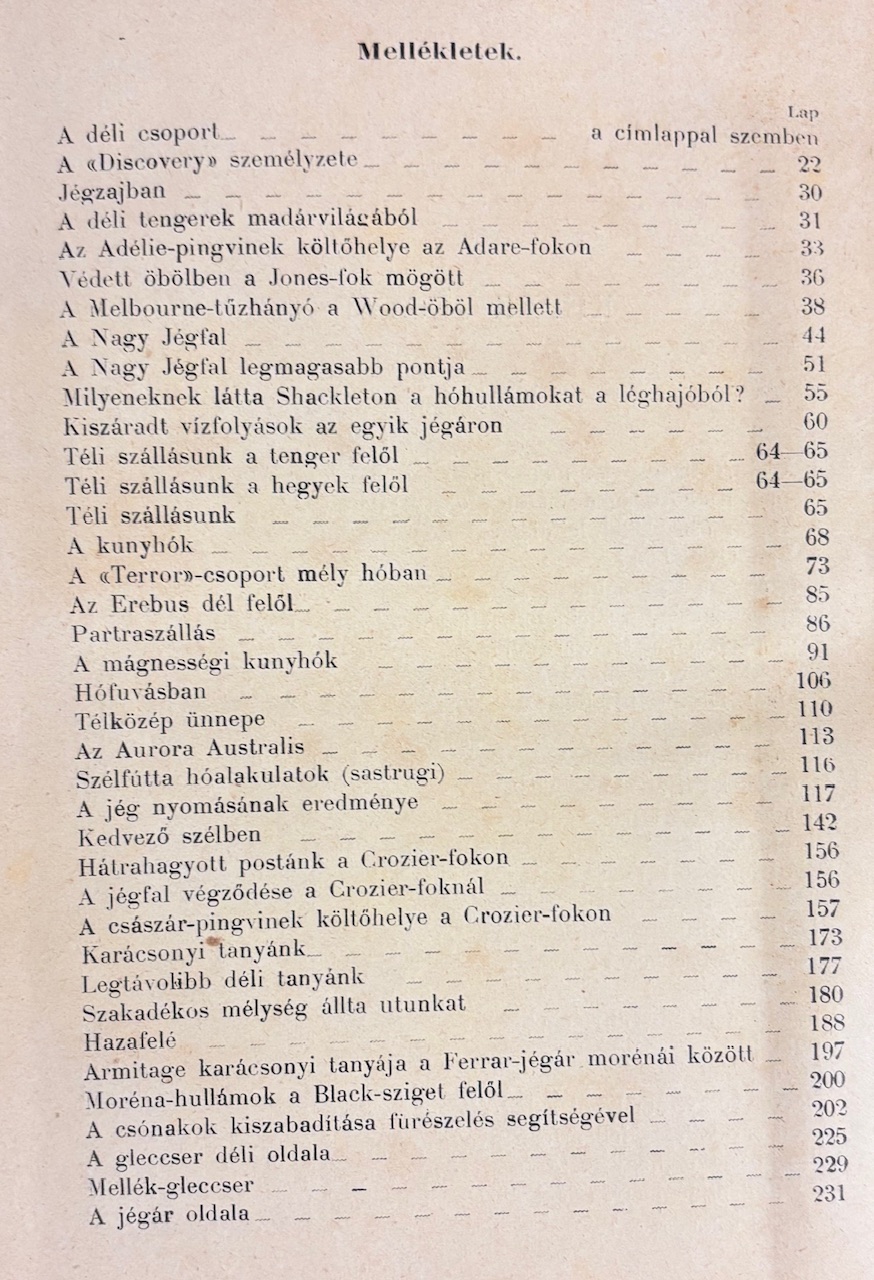 Mellékletek.
Lap
A déli csoport a címlappal szemben
A «Discovery» személyzete 22
Jégzajban 30
A déli tengerek madárvilágából 31
Az Adélie-pingvinek költőhelye az Adare-fokon 33
Védett öbölben a Jones-fok mögött 36
A Melbourne-tűzhányó a Wood-öböl mellett 38
A Nagy Jégfal 44
A Nagy Jégfal legmagasabb pontja 51
Milyeneknek látta Shackleton a hóhullámokat a léghajóból? 55
Kiszáradt vízfolyások az egyik jégáron 60
Téli szállásunk a tenger felől 64—65
Téli szállásunk a hegyek felől 64—65
Téli szállásunk 65
A kunyhók 68
A «Terror»-csoport mély hóban 73
Az Erebus dél felől 85
Partraszállás 86
A mágnességi kunyhók 91
Hófuvásban 106
Télközép ünnepe 110
Az Aurora Australis 113
Szélfútta hóalakulatok (sastrugi) 116
A jég nyomásának eredménye 117
Kedvező szélben 142
Hátrahagyott postánk a Crozier-fokon 156
A jégfal végződése a Crozier-foknál 156
A császár-pingvinek költőhelye a Crozier-fokon 157
Karácsonyi tanyánk 173
Legtávolibb déli tanyánk 177
Szakadékos mélység állta utunkat 180
Hazafelé 188
Armitage karácsonyi tanyája a Ferrar-jégár morénái között 197
Moréna-hullámok a Black-sziget felől 200
A csónakok kiszabadítása fűrészelés segítségével 202
A gleccser déli oldala 225
Mellék-gleccser 229
A jégár oldala 231